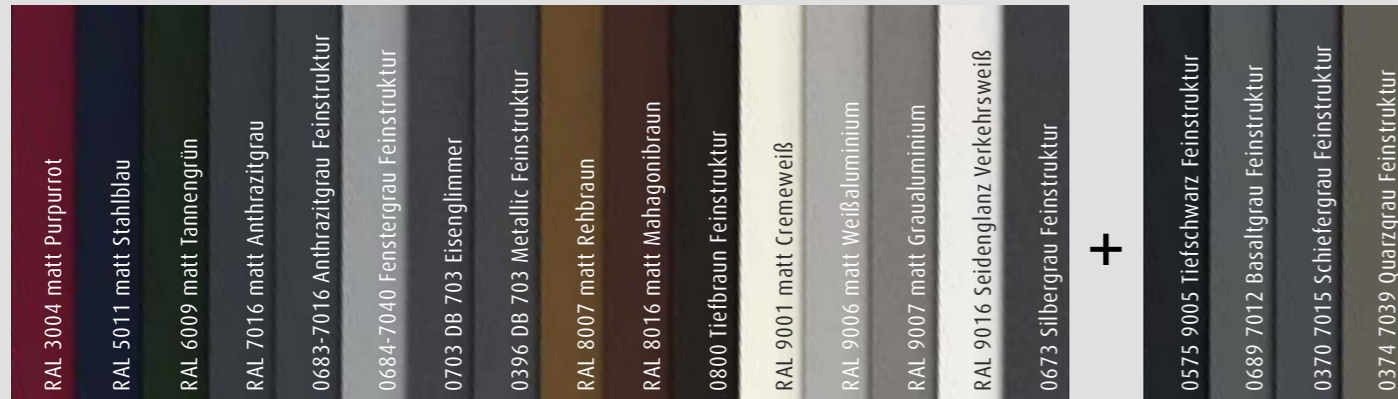 RAL 3004 matt Purpurrot
RAL 5011 matt Stahlblau
RAL 6009 matt Tannengrün
RAL 7016 matt Anthrazitgrau
0683-7016 Anthrazitgrau Feinstruktur
0684-7040 Fenstergrau Feinstruktur
0703 DB 703 Eisenglimmer
0396 DB 703 Metallic Feinstruktur
RAL 8007 matt Rehbraun
RAL 8016 matt Mahagonibraun
0800 Tiefbraun Feinstruktur
RAL 9001 matt Cremeweiß
RAL 9006 matt Weißaluminium
RAL 9007 matt Graualuminium
RAL 9016 Seidenglanz Verkehrsweiß
0673 Silbergrau Feinstruktur
+
0575 9005 Tiefschwarz Feinstruktur
0689 7012 Basaltgrau Feinstruktur
0370 7015 Schiefergrau Feinstruktur
0374 7039 Quarzgrau Feinstruktur